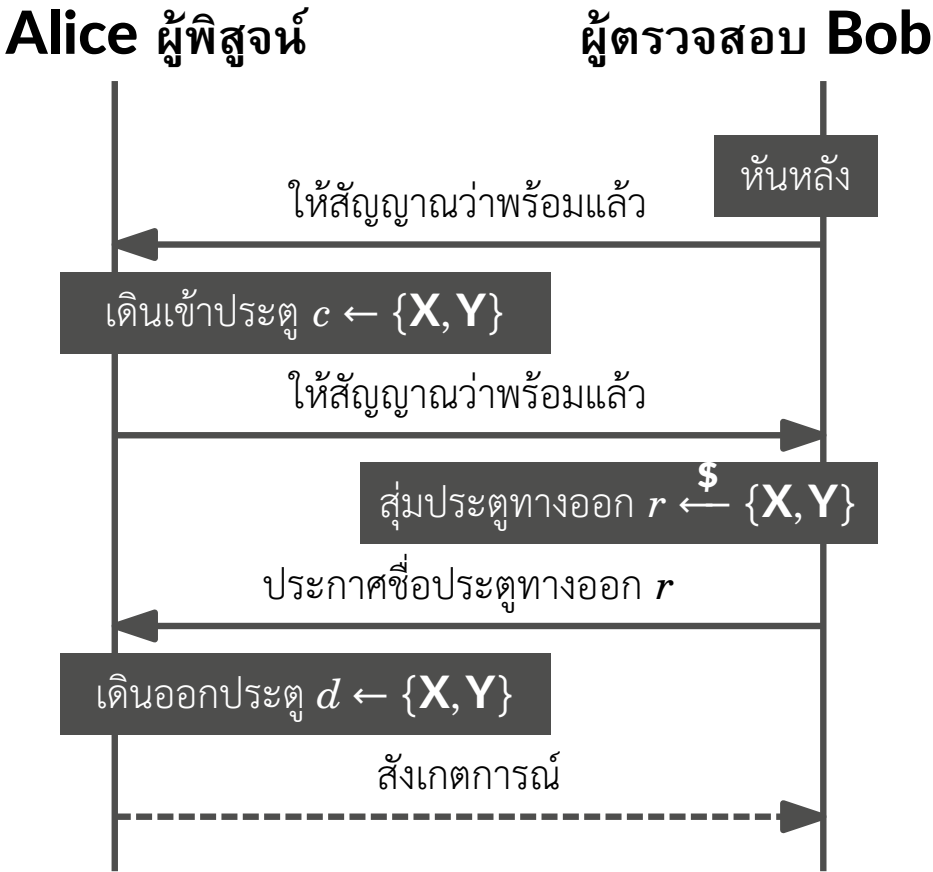 Alice ผู้พิสูจน์
ผู้ตรวจสอบ Bob
หันหลัง
ให้สัญญาณว่าพร้อมแล้ว
เดินเข้าประตู c ← {X, Y}
ให้สัญญาณว่าพร้อมแล้ว
สุ่มประตูทางออก r $← {X, Y}
ประกาศชื่อประตูทางออก r
เดินออกประตู d ← {X, Y}
สังเกตการณ์